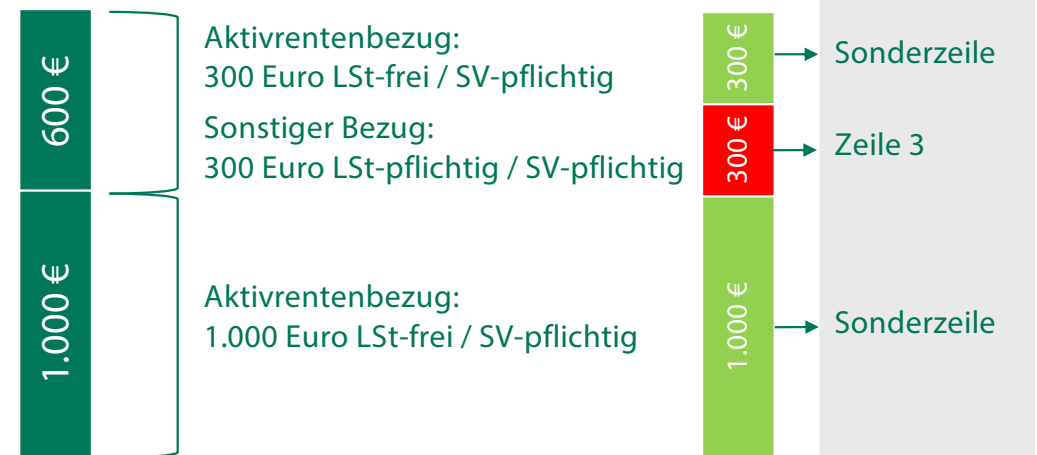 600 €
Aktivrentenbezug:
300 Euro LSt-frei / SV-pflichtig
300 €
Sonderzeile
Sonstiger Bezug:
300 Euro LSt-pflichtig / SV-pflichtig
300 €
Zeile 3
1.000 €
Aktivrentenbezug:
1.000 Euro LSt-frei / SV-pflichtig
1.000 €
Sonderzeile